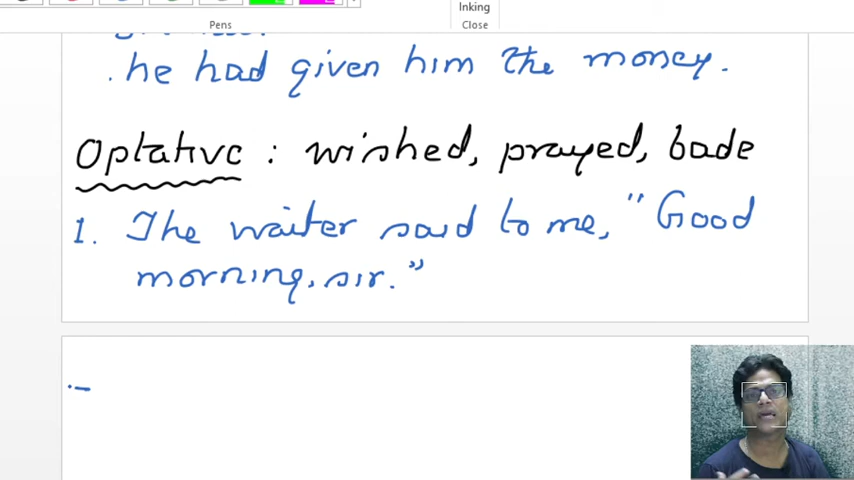 Inking
Pens
Close
he had given him the money.
Optative : wished, prayed, bade
1. The waiter said to me, "Good
morning, sir."
:-